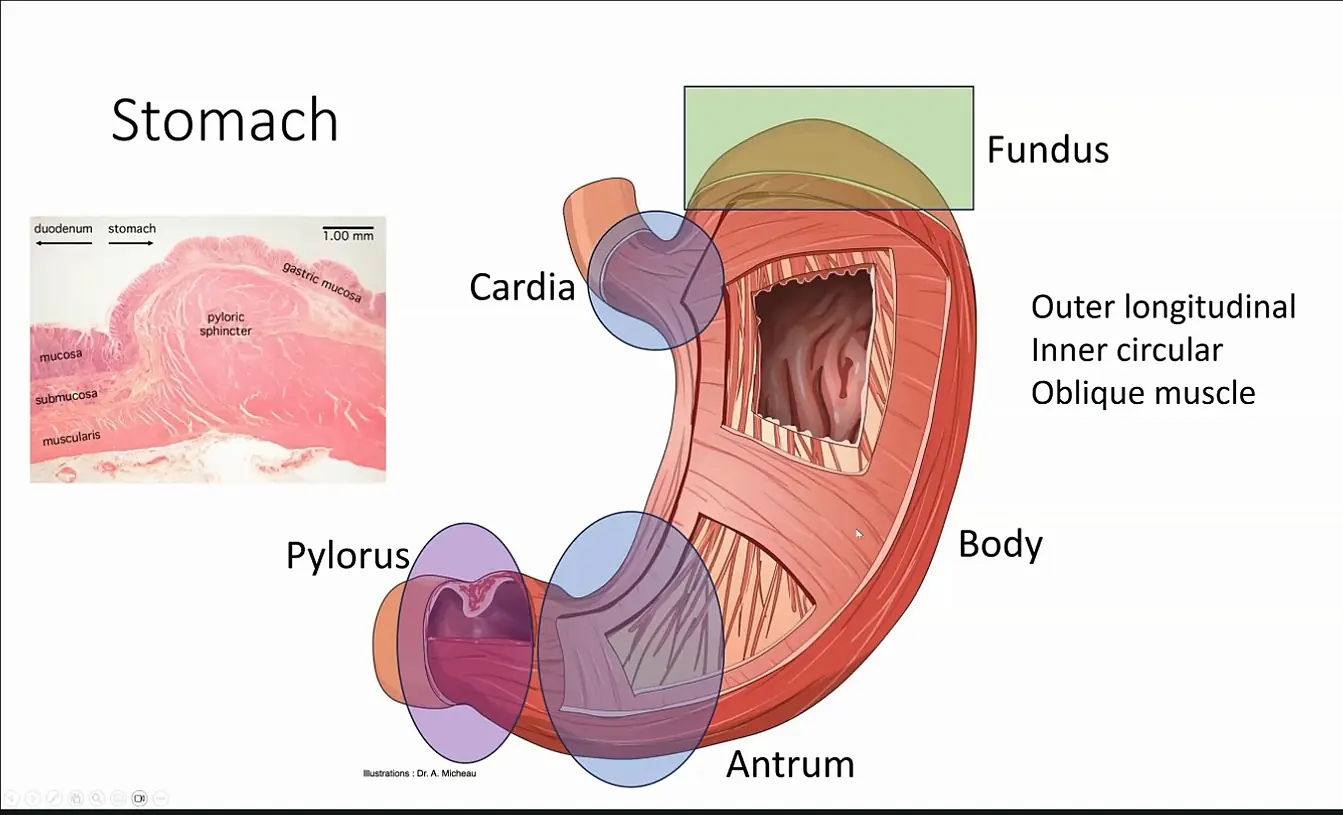 Stomach
Fundus
duodenum stomach
1.00 mm
gastric mucosa
pyloric
sphincter
mucosa
submucosa
muscularis
Cardia
Outer longitudinal
Inner circular
Oblique muscle
Pylorus
Body
Antrum
Illustrations : Dr. A. Micheau